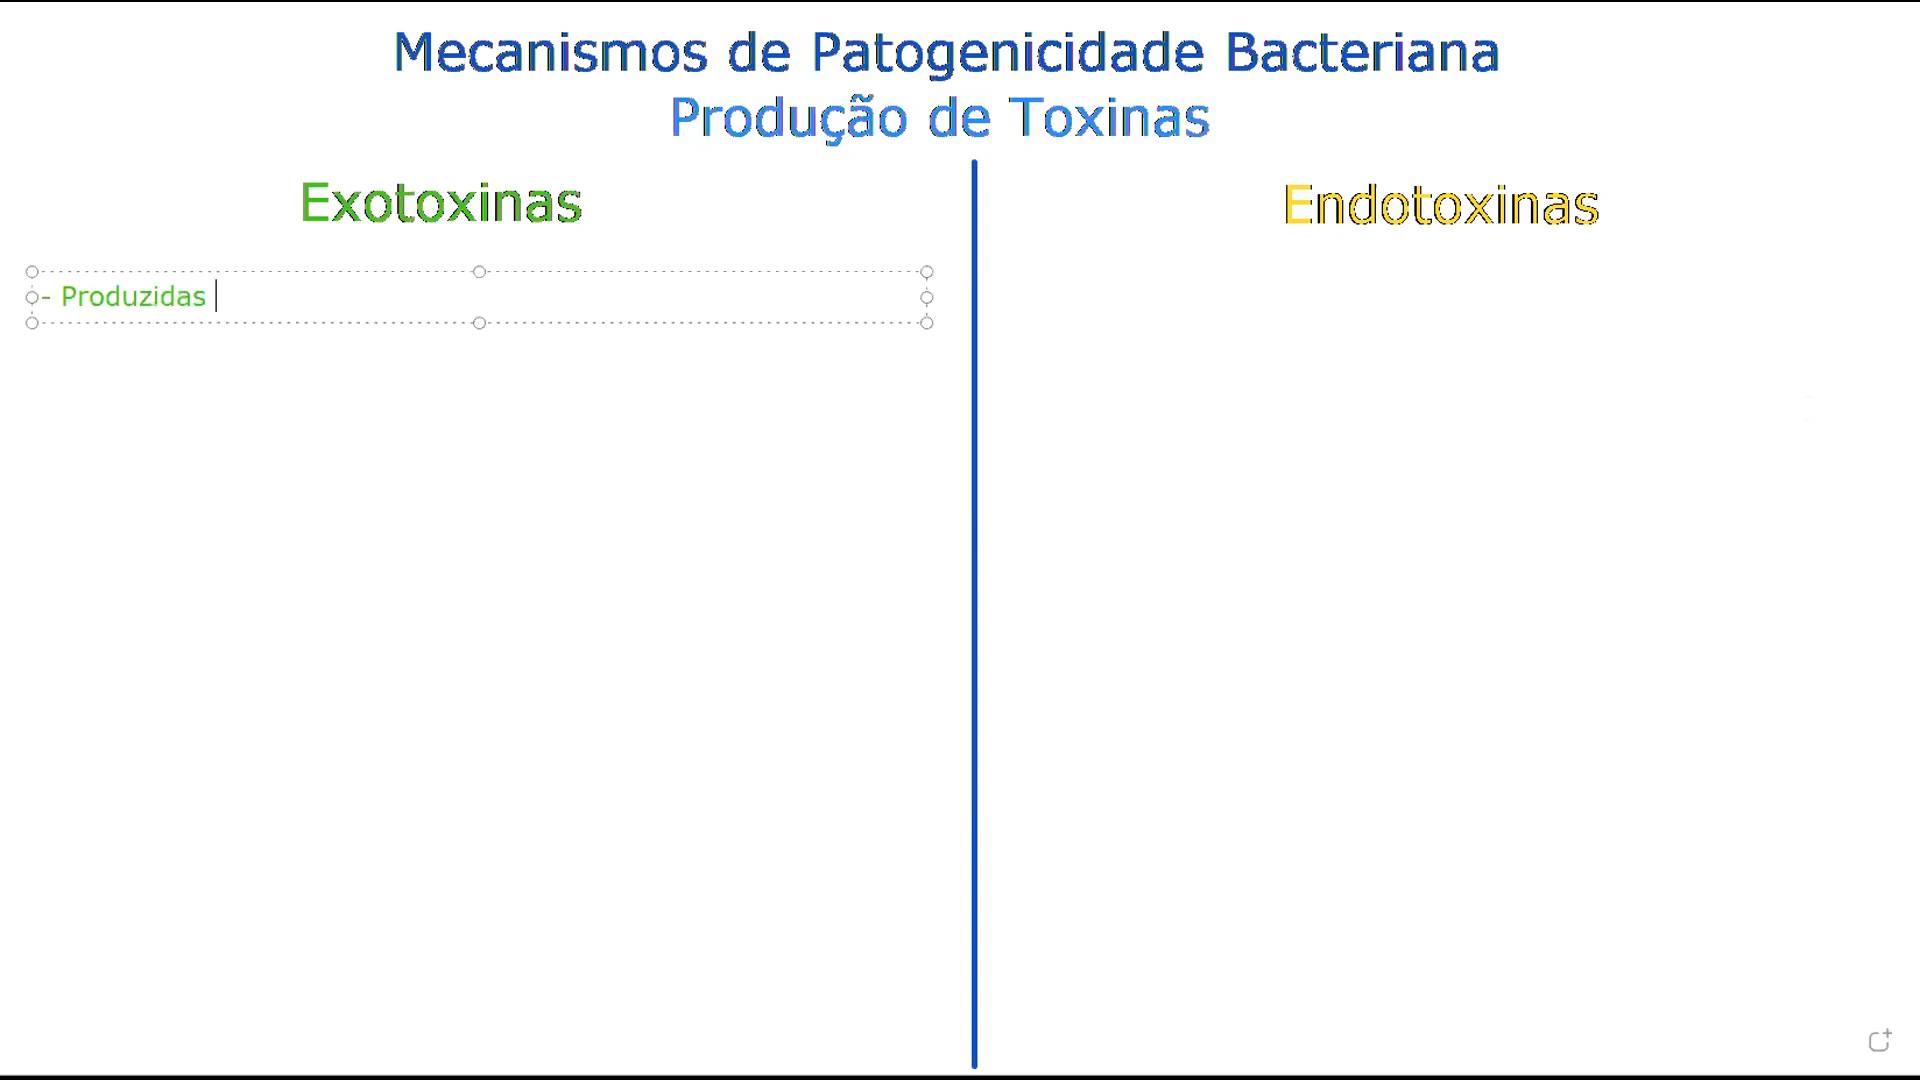 Mecanismos de Patogenicidade Bacteriana
Produção de Toxinas
Exotoxinas
Endotoxinas
- Produzidas